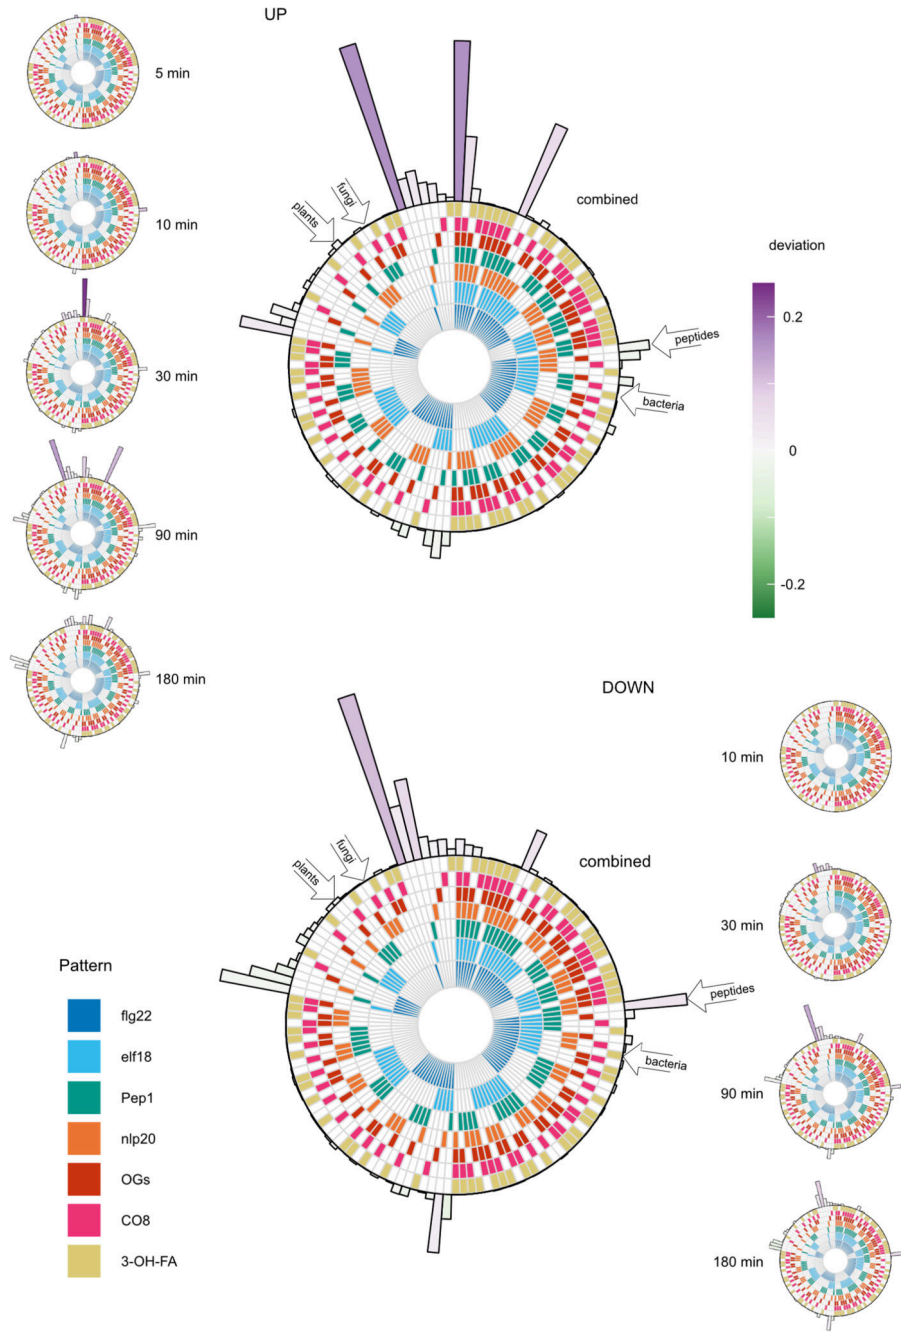 UP
5 min
10 min
30 min
90 min
180 min
fungi
plants
combined
peptides
bacteria
deviation
0.2
0
-0.2
DOWN
10 min
30 min
90 min
180 min
fungi
plants
combined
peptides
bacteria
Pattern
flg22
elf18
Pep1
nlp20
OGs
CO8
3-OH-FA